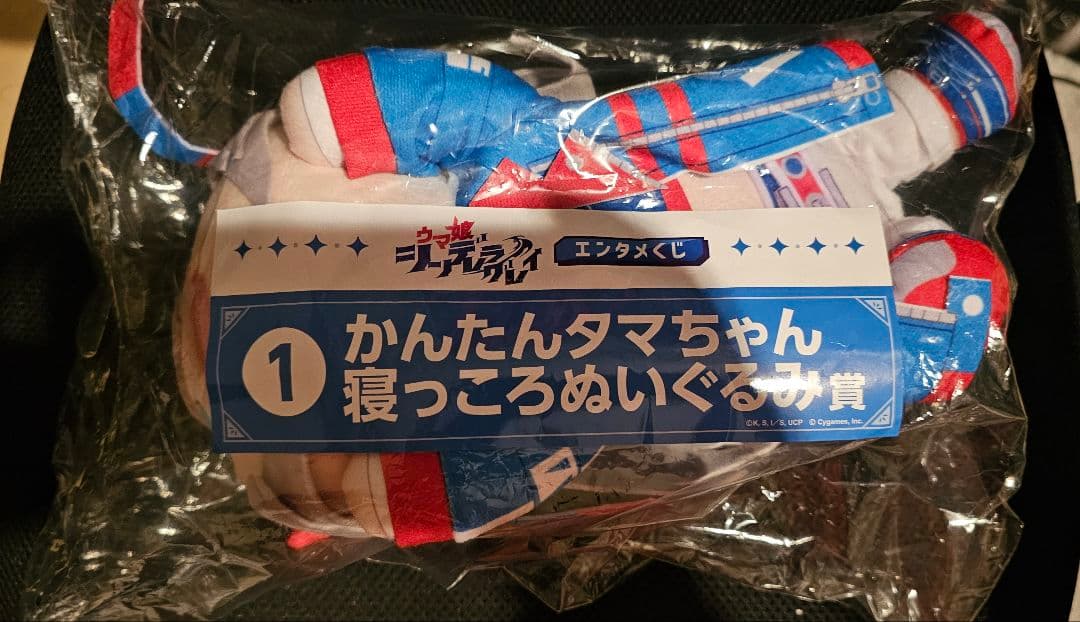 ウマ娘
シンデレラグレイ
エンタメくじ
1
かんたんタマちゃん
寝っころぬいぐるみ賞
©K, S, I／S, UCP © Cygames, Inc.